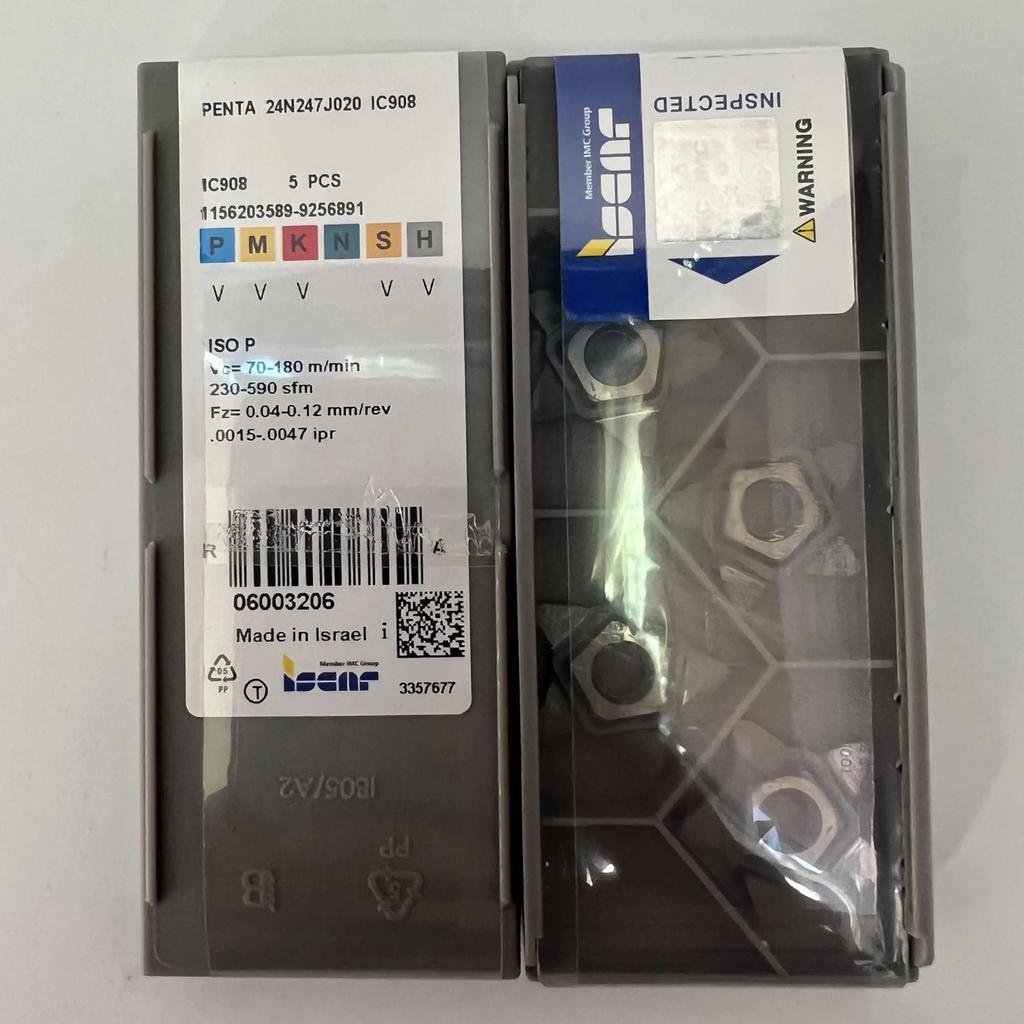 PENTA 24N247J020 IC908
IC908 5 PCS
1156203589-9256891
P M K N S H
V V V V V
ISO P
Vc= 70-180 m/min
230-590 sfm
Fz= 0.04-0.12 mm/rev
.0015-.0047 ipr
R A
06003206
Made in Israel i
05
PP
T
Member IMC Group
iscar
3357677
IB05/A2
PP
INSPECTED
WARNING
Member IMC Group
iscar